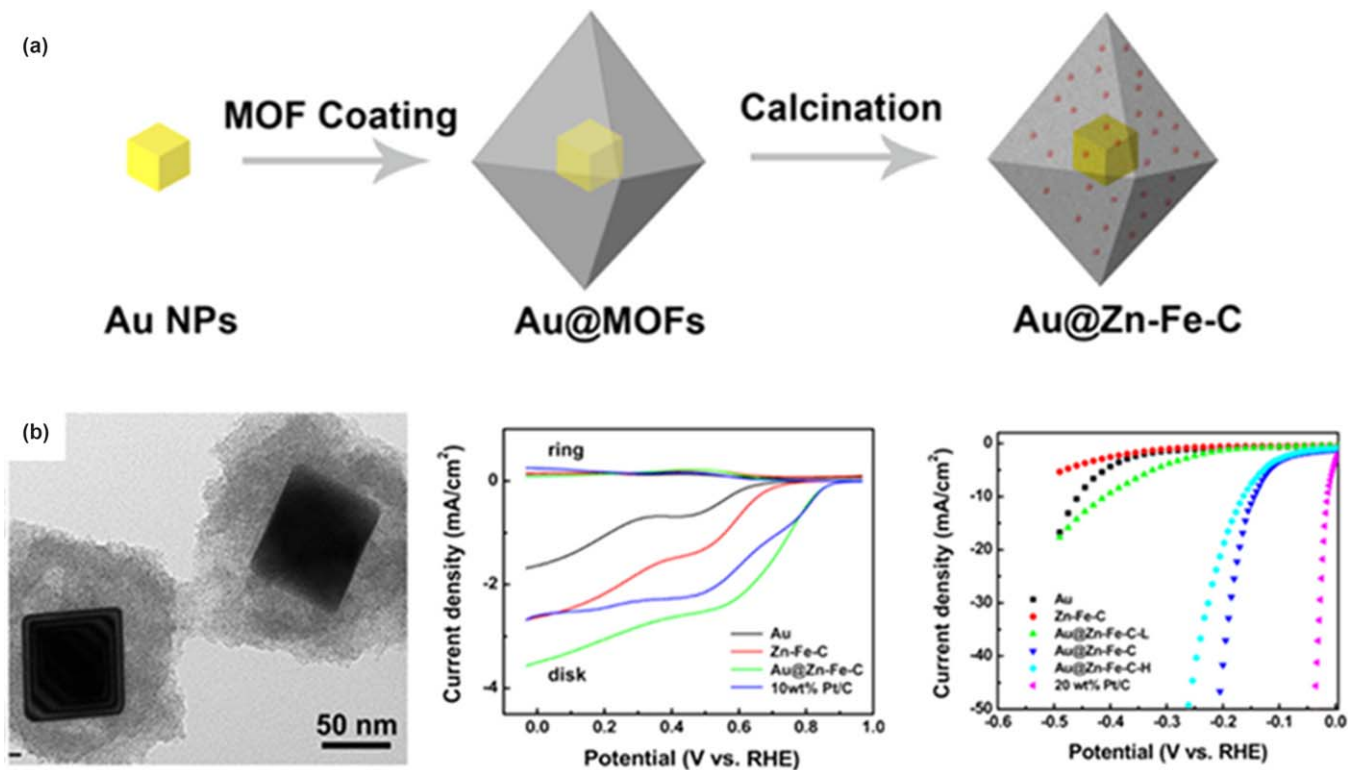 (a)
MOF Coating
Calcination
Au NPs
Au@MOFs
Au@Zn-Fe-C
(b)
50 nm
Current density (mA/cm²)
0
-2
-4
ring
disk
Au
Zn-Fe-C
Au@Zn-Fe-C
10wt% Pt/C
0.0 0.2 0.4 0.6 0.8 1.0
Potential (V vs. RHE)
Current density (mA/cm²)
0
-10
-20
-30
-40
-50
Au
Zn-Fe-C
Au@Zn-Fe-C-L
Au@Zn-Fe-C
Au@Zn-Fe-C-H
20 wt% Pt/C
-0.6 -0.5 -0.4 -0.3 -0.2 -0.1 0.0
Potential (V vs. RHE)